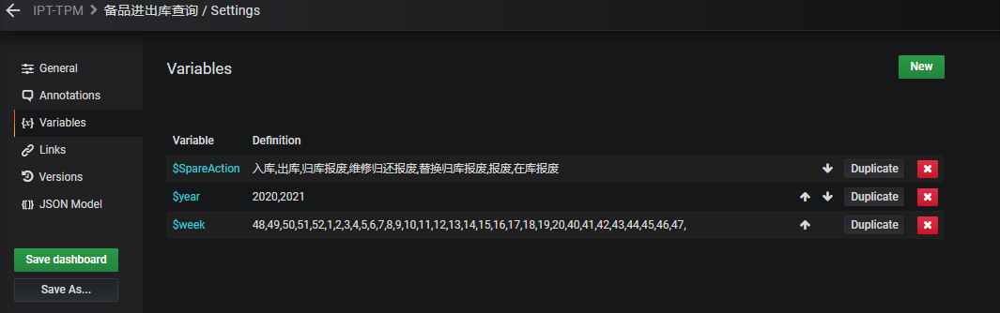 IPT-TPM > 备品进出库查询 / Settings
General
Annotations
Variables
Links
Versions
JSON Model
Save dashboard
Save As...
Variables
New
Variable Definition
$SpareAction 入库,出库,归库报废,维修归还报废,替换归库报废,报废,在库报废 Duplicate
$year 2020,2021 Duplicate
$week 48,49,50,51,52,1,2,3,4,5,6,7,8,9,10,11,12,13,14,15,16,17,18,19,20,40,41,42,43,44,45,46,47, Duplicate